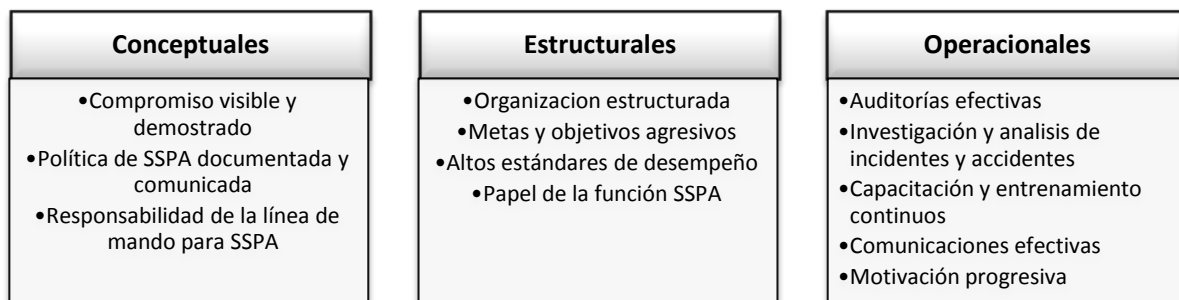 Conceptuales
•Compromiso visible y
demostrado
•Política de SSPA documentada y
comunicada
•Responsabilidad de la línea de
mando para SSPA
Estructurales
•Organizacion estructurada
•Metas y objetivos agresivos
•Altos estándares de desempeño
•Papel de la función SSPA
Operacionales
•Auditorías efectivas
•Investigación y analisis de
incidentes y accidentes
•Capacitación y entrenamiento
continuos
•Comunicaciones efectivas
•Motivación progresiva